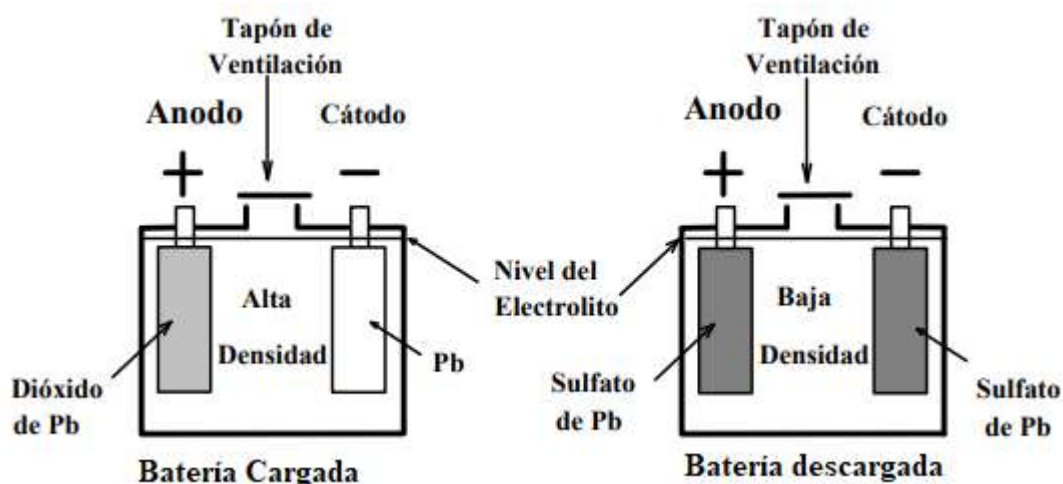 Tapón de
Ventilación
Anodo
Cátodo
+
−
Alta
Densidad
Dióxido
de Pb
Pb
Batería Cargada
Nivel del
Electrolito
Tapón de
Ventilación
Anodo
Cátodo
+
−
Baja
Densidad
Sulfato
de Pb
Sulfato
de Pb
Batería descargada